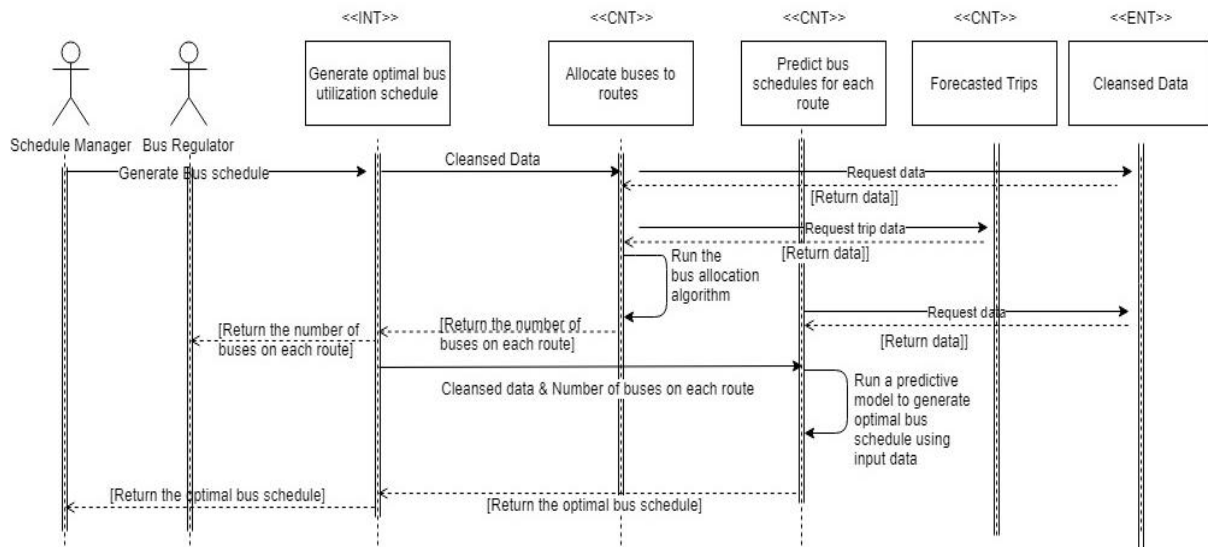 <<INT>>
<<CNT>>
<<CNT>>
<<CNT>>
<<ENT>>
Generate optimal bus
utilization schedule
Allocate buses to
routes
Predict bus
schedules for each
route
Forecasted Trips
Cleansed Data
Schedule Manager
Bus Regulator
Generate Bus schedule
Cleansed Data
Request data
[Return data]]
Request trip data
[Return data]]
Run the
bus allocation
algorithm
Request data
[Return data]]
[Return the number of
buses on each route]
[Return the number of
buses on each route]
Cleansed data & Number of buses on each route
Run a predictive
model to generate
optimal bus
schedule using
input data
[Return the optimal bus schedule]
[Return the optimal bus schedule]